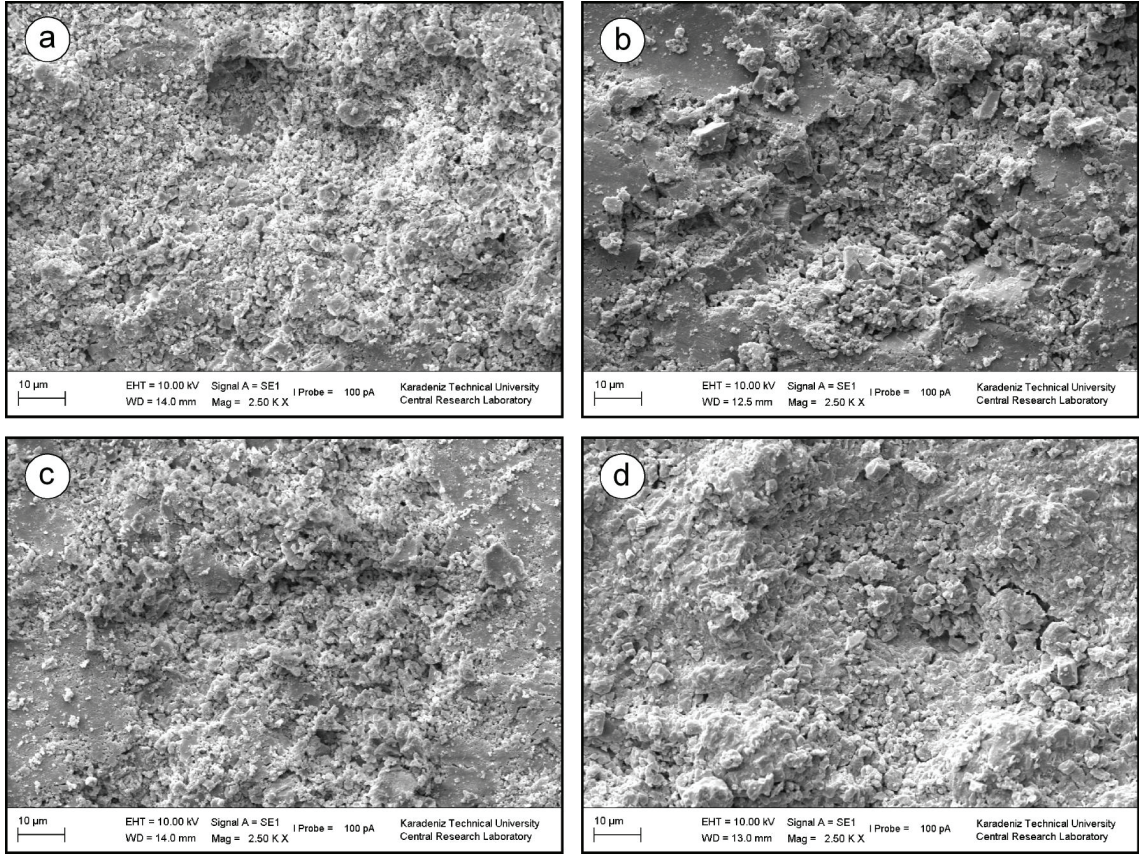 a
10 µm
EHT = 10.00 kV Signal A = SE1 I Probe = 100 pA Karadeniz Technical University
WD = 14.0 mm Mag = 2.50 K X Central Research Laboratory
b
10 µm
EHT = 10.00 kV Signal A = SE1 I Probe = 100 pA Karadeniz Technical University
WD = 12.5 mm Mag = 2.50 K X Central Research Laboratory
c
10 µm
EHT = 10.00 kV Signal A = SE1 I Probe = 100 pA Karadeniz Technical University
WD = 14.0 mm Mag = 2.50 K X Central Research Laboratory
d
10 µm
EHT = 10.00 kV Signal A = SE1 I Probe = 100 pA Karadeniz Technical University
WD = 13.0 mm Mag = 2.50 K X Central Research Laboratory